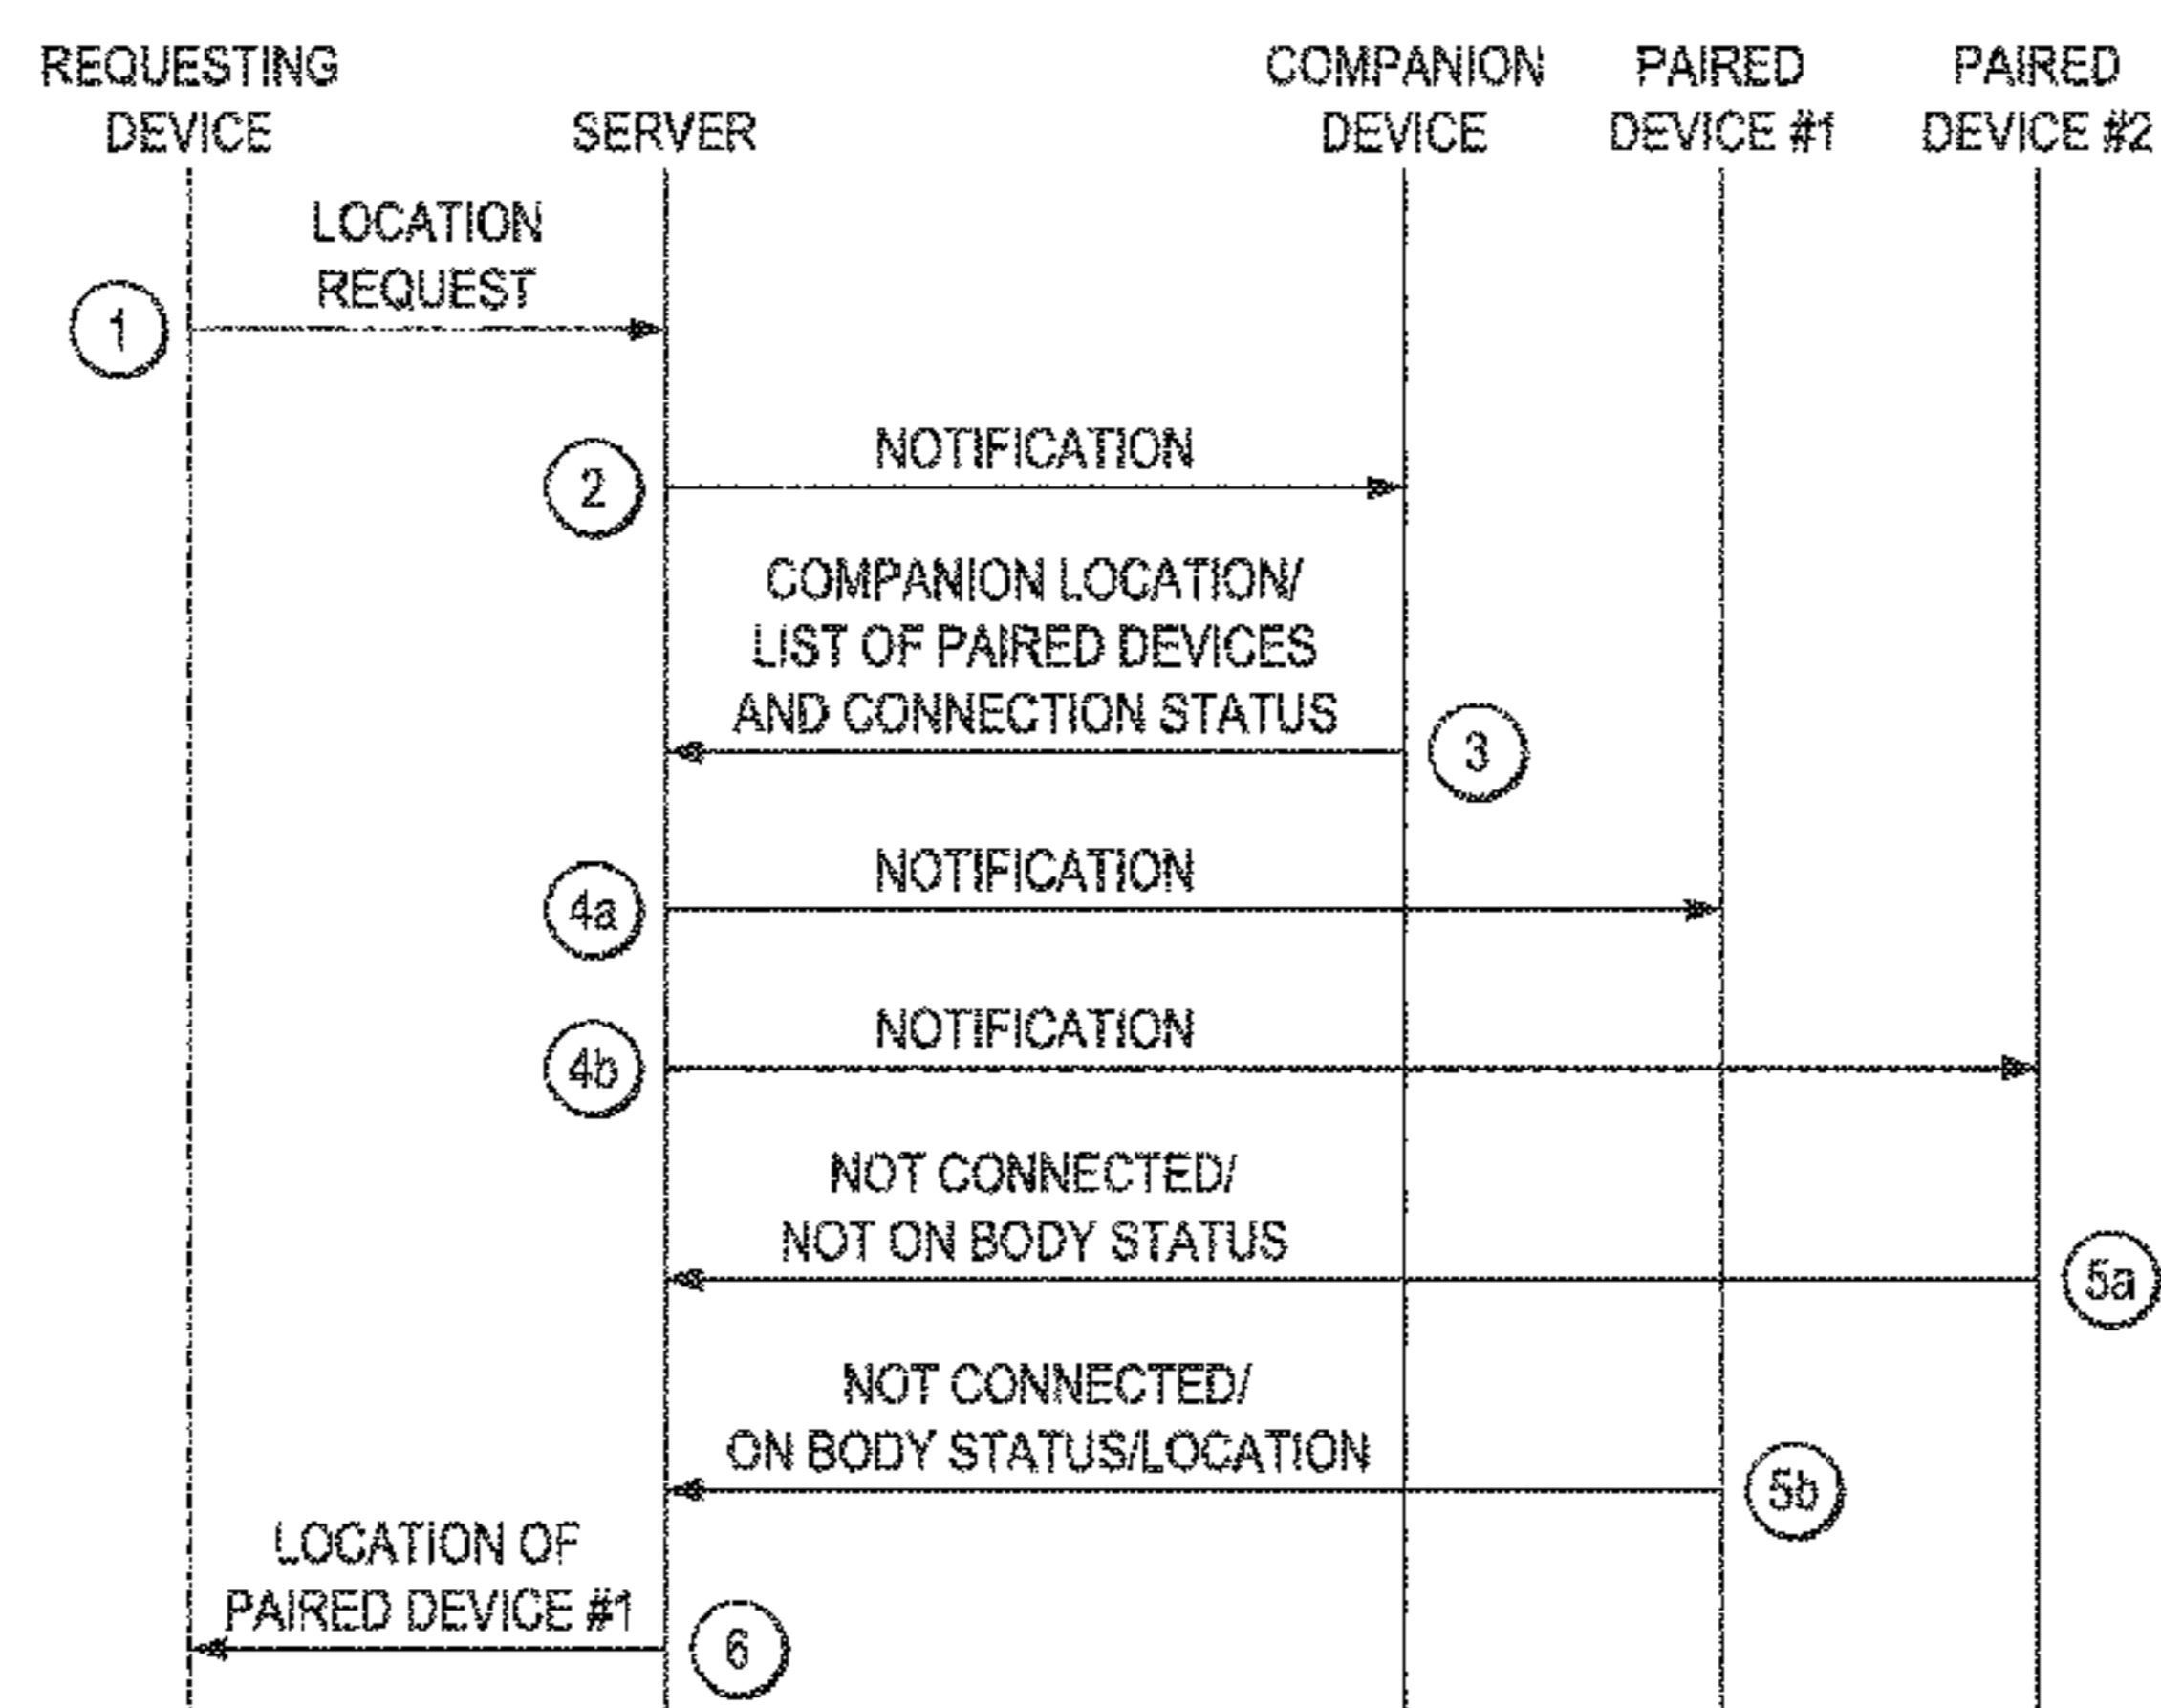 REQUESTING
DEVICE
SERVER
COMPANION
DEVICE
PAIRED
DEVICE #1
PAIRED
DEVICE #2
LOCATION
REQUEST
1
NOTIFICATION
2
COMPANION LOCATION/
LIST OF PAIRED DEVICES
AND CONNECTION STATUS
3
NOTIFICATION
4a
NOTIFICATION
4b
NOT CONNECTED/
NOT ON BODY STATUS
5a
NOT CONNECTED/
ON BODY STATUS/LOCATION
5b
LOCATION OF
PAIRED DEVICE #1
6